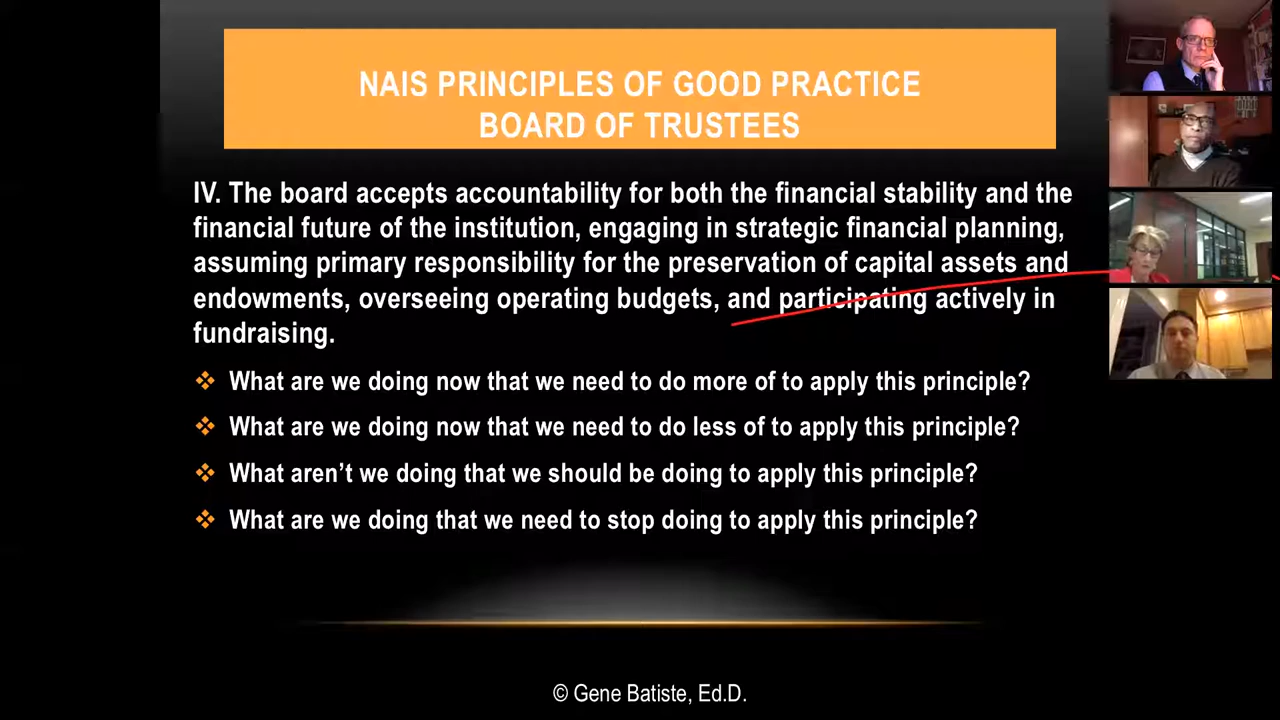 NAIS PRINCIPLES OF GOOD PRACTICE
BOARD OF TRUSTEES
IV. The board accepts accountability for both the financial stability and the
financial future of the institution, engaging in strategic financial planning,
assuming primary responsibility for the preservation of capital assets and
endowments, overseeing operating budgets, and participating actively in
fundraising.
❖ What are we doing now that we need to do more of to apply this principle?
❖ What are we doing now that we need to do less of to apply this principle?
❖ What aren’t we doing that we should be doing to apply this principle?
❖ What are we doing that we need to stop doing to apply this principle?
© Gene Batiste, Ed.D.